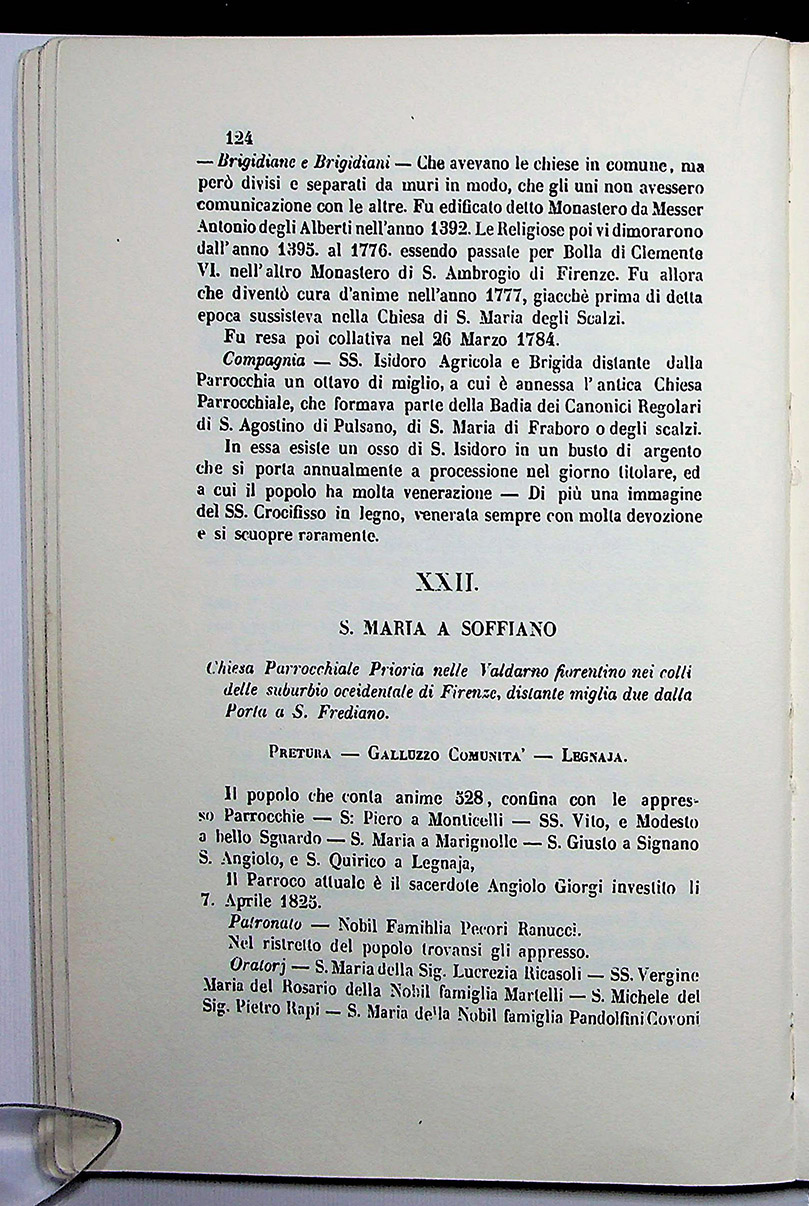 124
— Brigidiane e Brigidiani — Che avevano le chiese in comune, ma
però divisi e separati da muri in modo, che gli uni non avessero
comunicazione con le altre. Fu edificato detto Monastero da Messer
Antonio degli Alberti nell'anno 1392. Le Religiose poi vi dimorarono
dall'anno 1395. al 1776. essendo passate per Bolla di Clemente
VI. nell'altro Monastero di S. Ambrogio di Firenze. Fu allora
che diventò cura d'anime nell'anno 1777, giacchè prima di detta
epoca sussisteva nella Chiesa di S. Maria degli Scalzi.
Fu resa poi collativa nel 26 Marzo 1784.
Compagnia — SS. Isidoro Agricola e Brigida distante dalla
Parrocchia un ottavo di miglio, a cui è annessa l'antica Chiesa
Parrocchiale, che formava parte della Badia dei Canonici Regolari
di S. Agostino di Pulsano, di S. Maria di Fraboro o degli scalzi.
In essa esiste un osso di S. Isidoro in un busto di argento
che si porta annualmente a processione nel giorno titolare, ed
a cui il popolo ha molta venerazione — Di più una immagine
del SS. Crocifisso in legno, venerata sempre con molta devozione
e si scuopre raramente.
XXII.
S. MARIA A SOFFIANO
Chiesa Parrocchiale Prioria nelle Valdarno fiorentino nei colli
delle suburbio occidentale di Firenze, distante miglia due dalla
Porta a S. Frediano.
PRETURA — GALLUZZO COMUNITA' — LEGNAJA.
Il popolo che conta anime 528, confina con le appres-
so Parrocchie — S: Piero a Monticelli — SS. Vito, e Modesto
a bello Sguardo — S. Maria a Marignolle — S. Giusto a Signano
S. Angiolo, e S. Quirico a Legnaja,
Il Parroco attuale è il sacerdote Angiolo Giorgi investito li
7. Aprile 1825.
Patronato — Nobil Famihlia Pecori Ranucci.
Nel ristretto del popolo trovansi gli appresso.
Oratorj — S. Maria della Sig. Lucrezia Ricasoli — SS. Vergine
Maria del Rosario della Nobil famiglia Martelli — S. Michele del
Sig. Pietro Rapi — S. Maria della Nobil famiglia Pandolfini Covoni